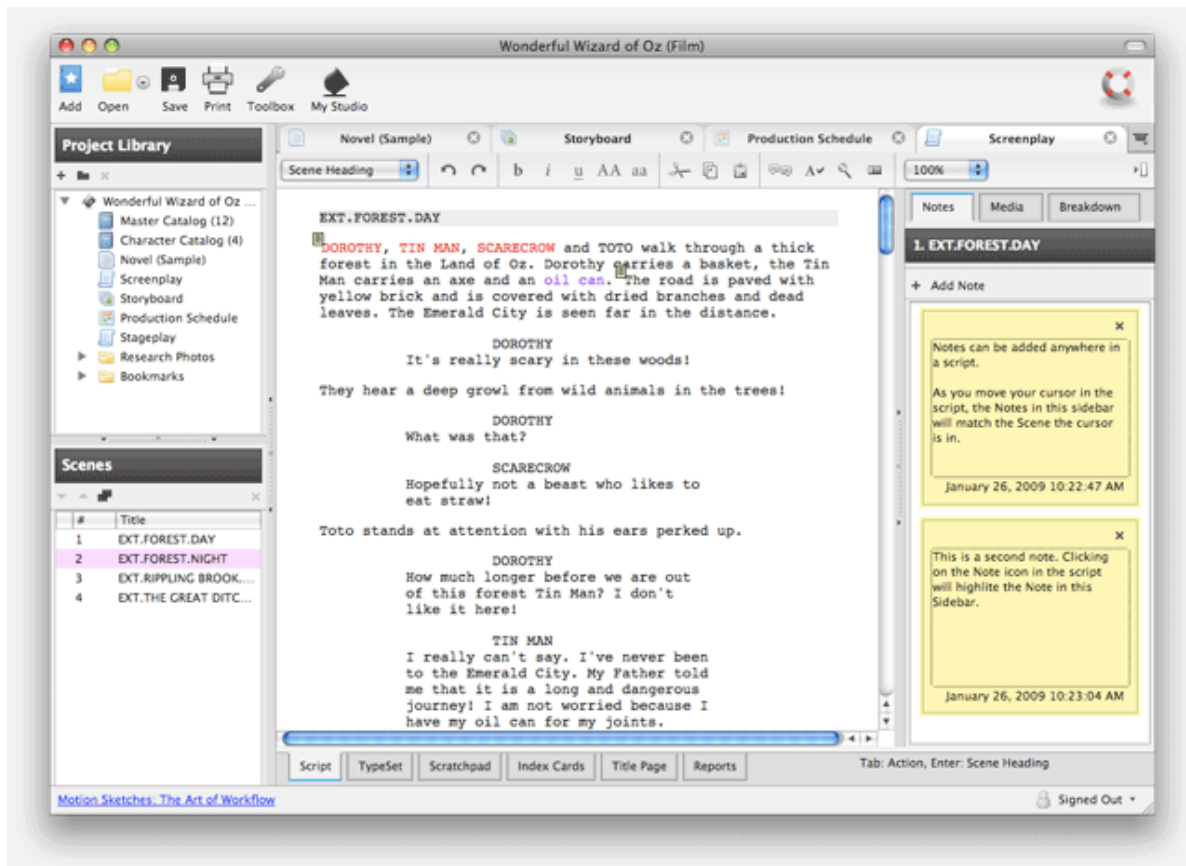 Wonderful Wizard of Oz (Film)
Add Open Save Print Toolbox My Studio
Project Library
Wonderful Wizard of Oz ...
Master Catalog (12)
Character Catalog (4)
Novel (Sample)
Screenplay
Storyboard
Production Schedule
Stageplay
Research Photos
Bookmarks
Scenes
# Title
1 EXT.FOREST.DAY
2 EXT.FOREST.NIGHT
3 EXT.RIPPLING BROOK....
4 EXT.THE GREAT DITC...
Novel (Sample) Storyboard Production Schedule Screenplay
Scene Heading b i u AA aa A 100%
EXT.FOREST.DAY
DOROTHY, TIN MAN, SCARECROW and TOTO walk through a thick
forest in the Land of Oz. Dorothy carries a basket, the Tin
Man carries an axe and an oil can. The road is paved with
yellow brick and is covered with dried branches and dead
leaves. The Emerald City is seen far in the distance.
DOROTHY
It's really scary in these woods!
They hear a deep growl from wild animals in the trees!
DOROTHY
What was that?
SCARECROW
Hopefully not a beast who likes to
eat straw!
Toto stands at attention with his ears perked up.
DOROTHY
How much longer before we are out
of this forest Tin Man? I don't
like it here!
TIN MAN
I really can't say. I've never been
to the Emerald City. My Father told
me that it is a long and dangerous
journey! I am not worried because I
have my oil can for my joints.
Notes Media Breakdown
1. EXT.FOREST.DAY
+ Add Note
Notes can be added anywhere in
a script.
As you move your cursor in the
script, the Notes in this sidebar
will match the Scene the cursor
is in.
January 26, 2009 10:22:47 AM
This is a second note. Clicking
on the Note icon in the script
will highlite the Note in this
Sidebar.
January 26, 2009 10:23:04 AM
Script TypeSet Scratchpad Index Cards Title Page Reports
Tab: Action, Enter: Scene Heading
Motion Sketches: The Art of Workflow
Signed Out